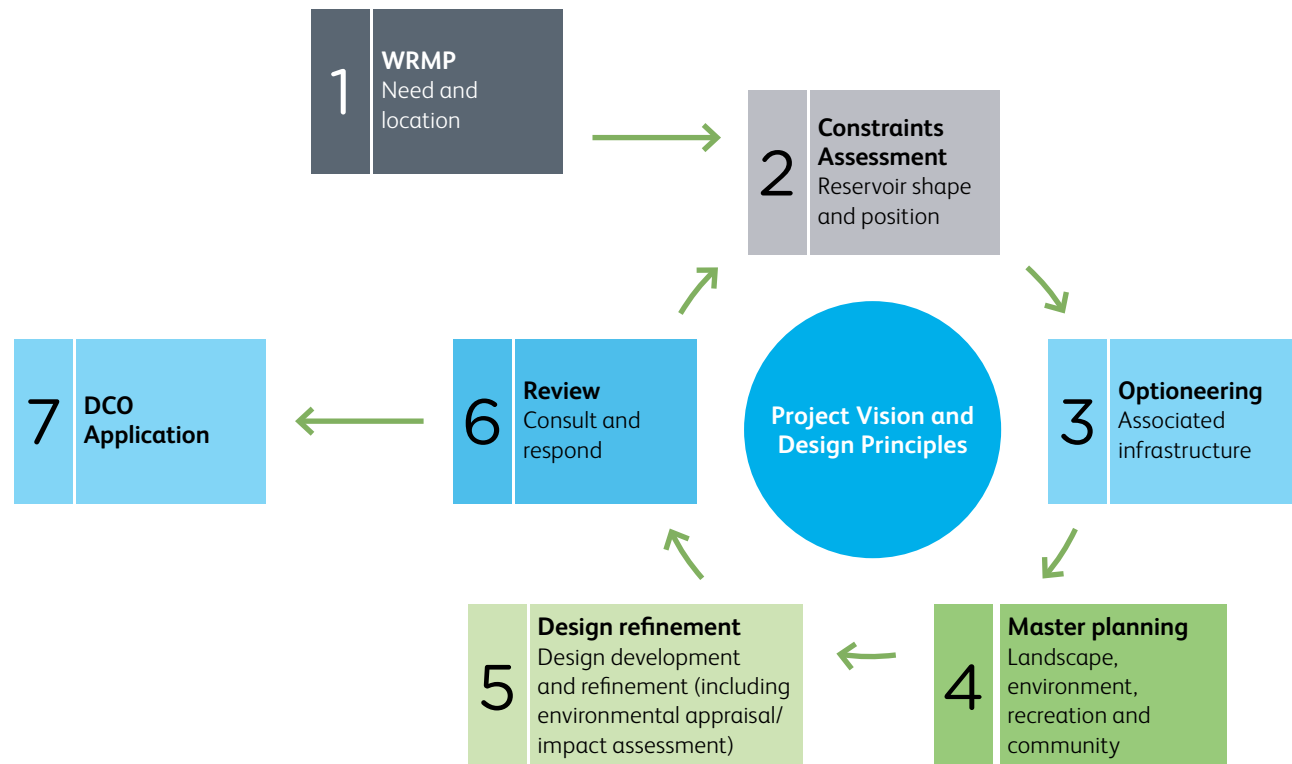 1
WRMP
Need and
location
2
Constraints
Assessment
Reservoir shape
and position
3
Optioneering
Associated
infrastructure
4
Master planning
Landscape,
environment,
recreation and
community
5
Design refinement
Design development
and refinement (including
environmental appraisal/
impact assessment)
6
Review
Consult and
respond
7
DCO
Application
Project Vision and
Design Principles